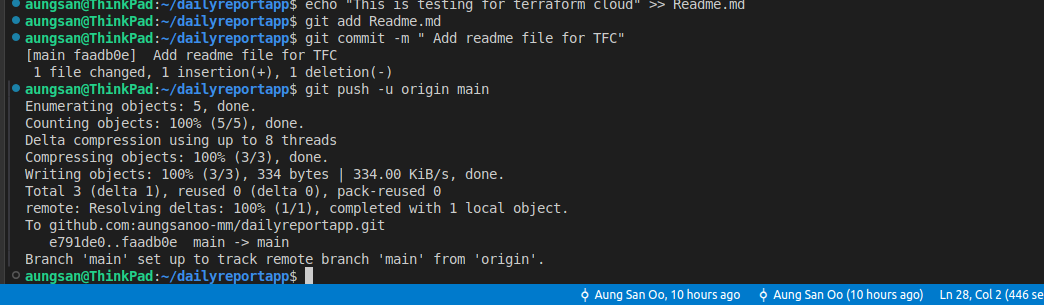 aungsan@ThinkPad:~/dailyreportapp$ echo "This is testing for terraform cloud" >> Readme.md
aungsan@ThinkPad:~/dailyreportapp$ git add Readme.md
aungsan@ThinkPad:~/dailyreportapp$ git commit -m " Add readme file for TFC"
[main faadb0e]  Add readme file for TFC
 1 file changed, 1 insertion(+), 1 deletion(-)
aungsan@ThinkPad:~/dailyreportapp$ git push -u origin main
Enumerating objects: 5, done.
Counting objects: 100% (5/5), done.
Delta compression using up to 8 threads
Compressing objects: 100% (3/3), done.
Writing objects: 100% (3/3), 334 bytes | 334.00 KiB/s, done.
Total 3 (delta 1), reused 0 (delta 0), pack-reused 0
remote: Resolving deltas: 100% (1/1), completed with 1 local object.
To github.com:aungsanoo-mm/dailyreportapp.git
   e791de0..faadb0e  main -> main
Branch 'main' set up to track remote branch 'main' from 'origin'.
aungsan@ThinkPad:~/dailyreportapp$
Aung San Oo, 10 hours ago Aung San Oo (10 hours ago) Ln 28, Col 2 (446 se